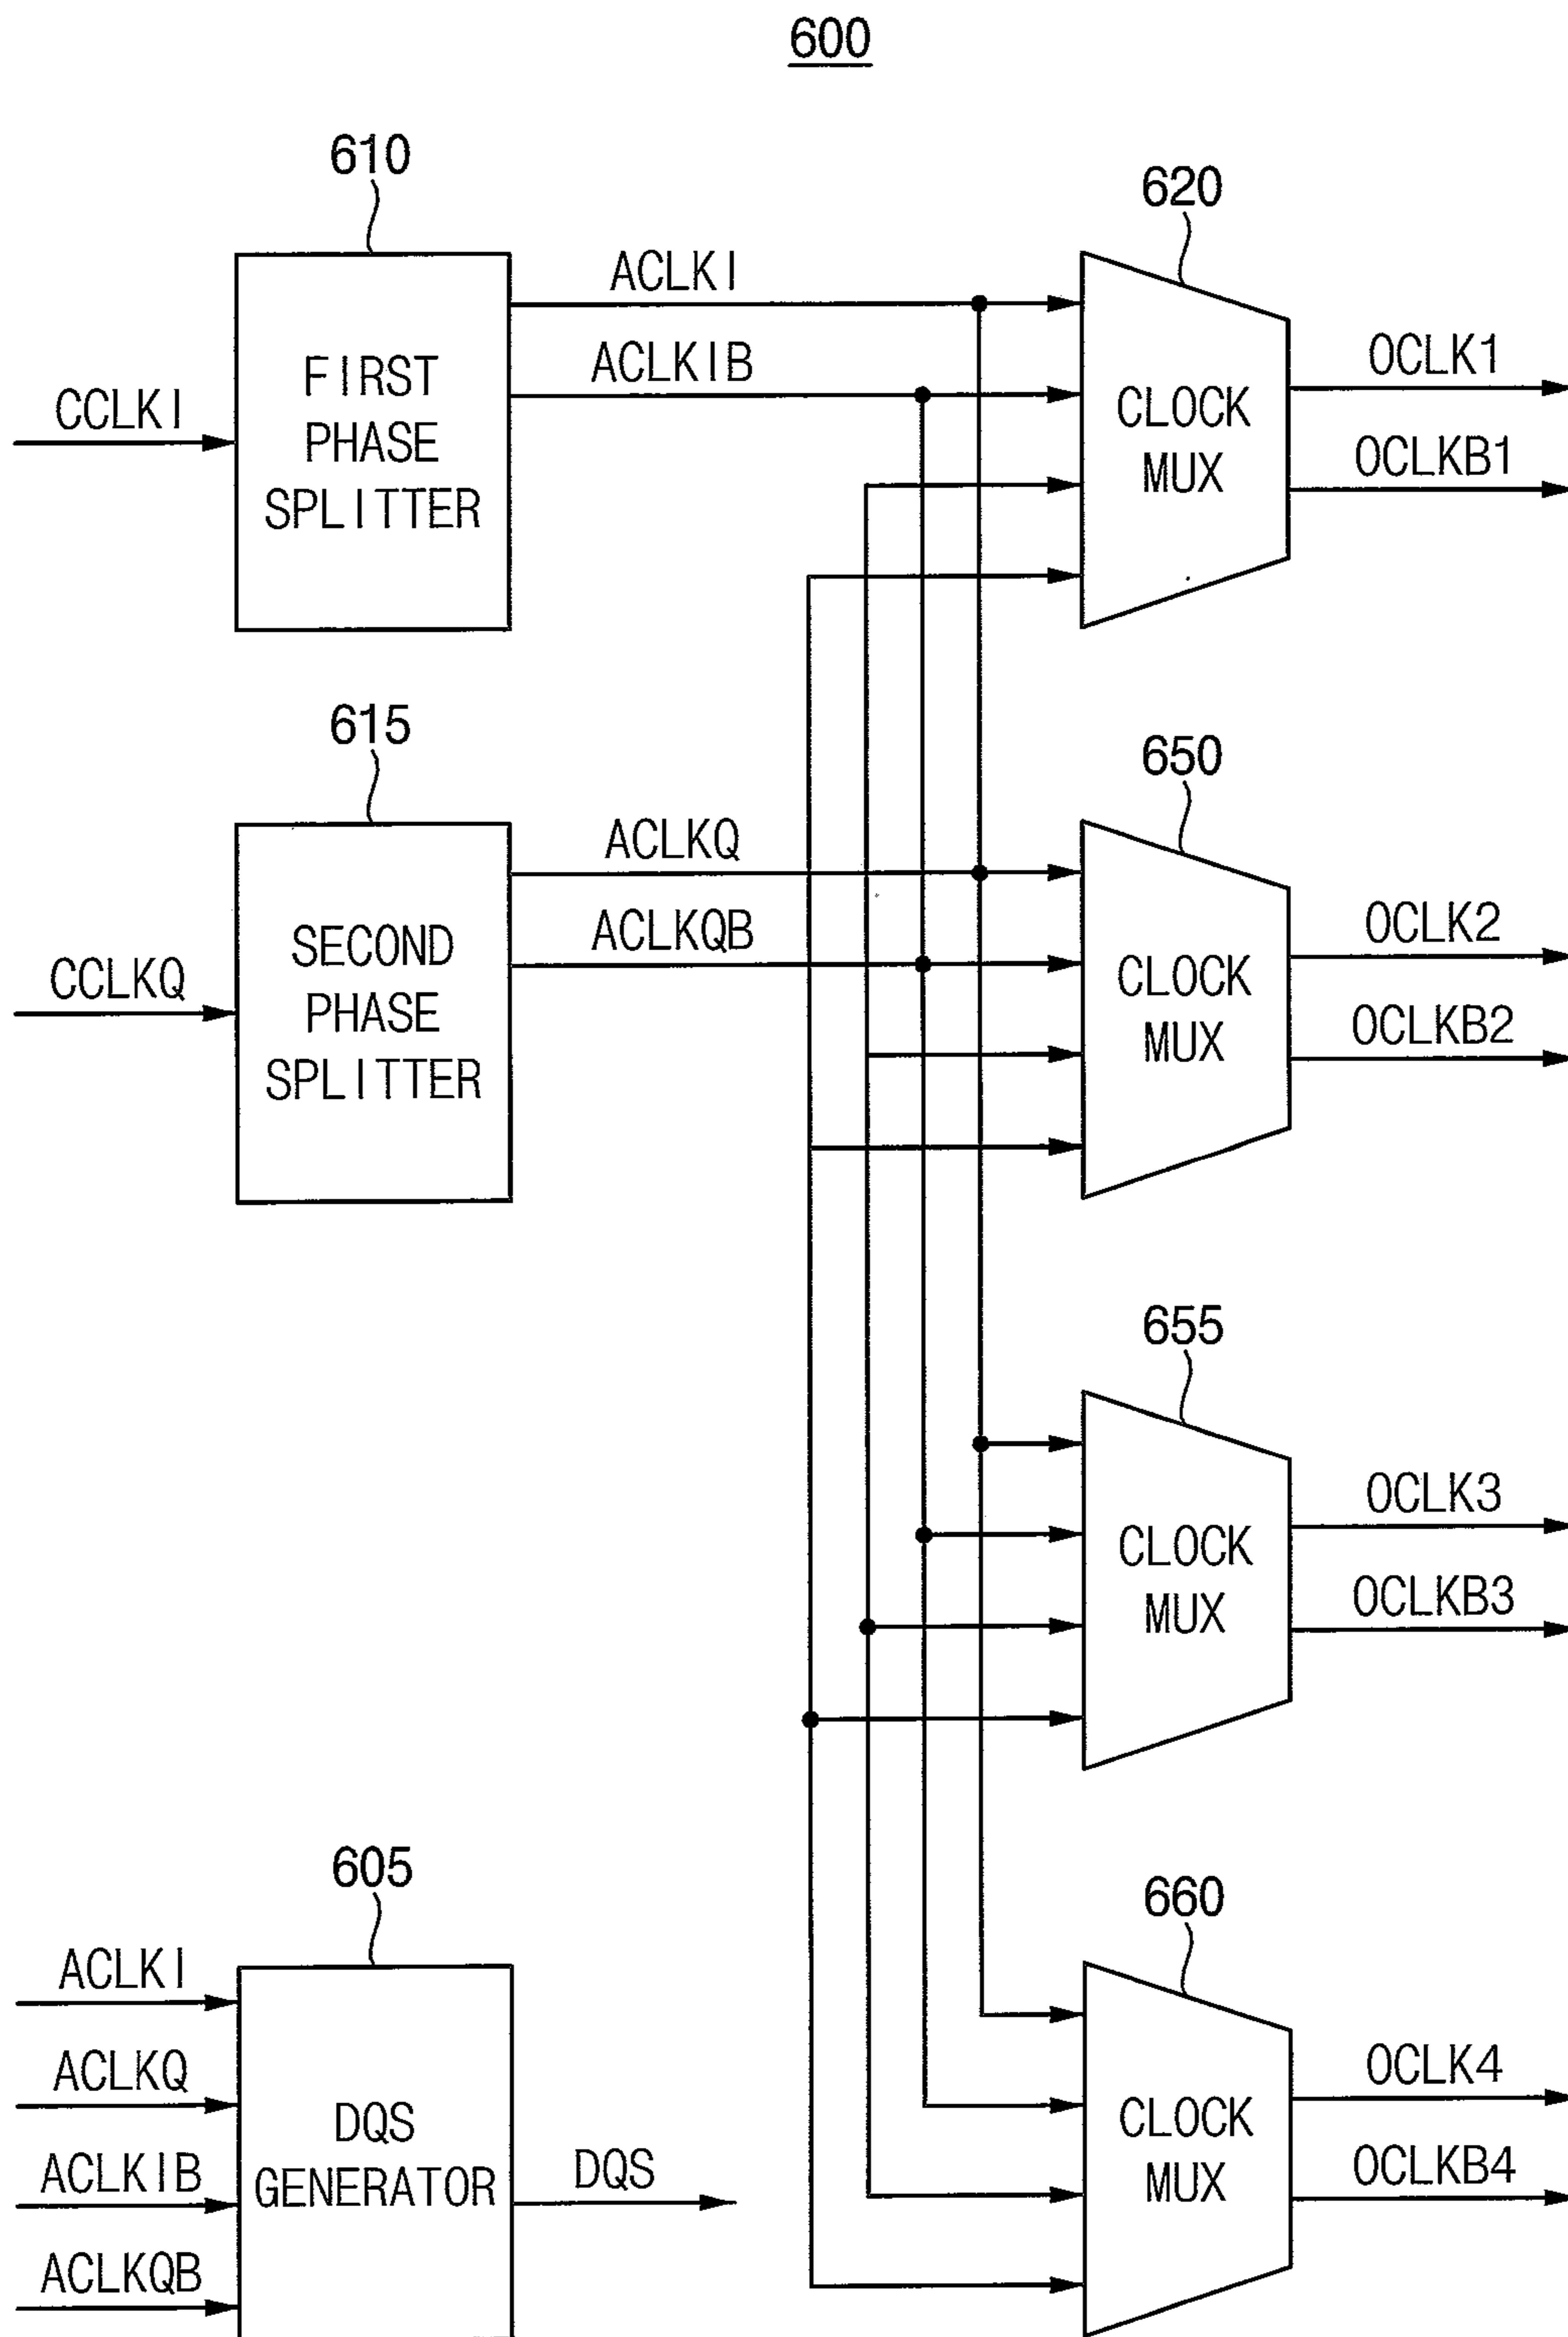 600
610
620
ACLKI
ACLKIB
FIRST
PHASE
SPLITTER
CCLKI
CLOCK
MUX
OCLK1
OCLKB1
615
650
ACLKQ
ACLKQB
SECOND
PHASE
SPLITTER
CCLKQ
CLOCK
MUX
OCLK2
OCLKB2
655
CLOCK
MUX
OCLK3
OCLKB3
605
660
ACLKI
ACLKQ
ACLKIB
ACLKQB
DQS
GENERATOR
DQS
CLOCK
MUX
OCLK4
OCLKB4